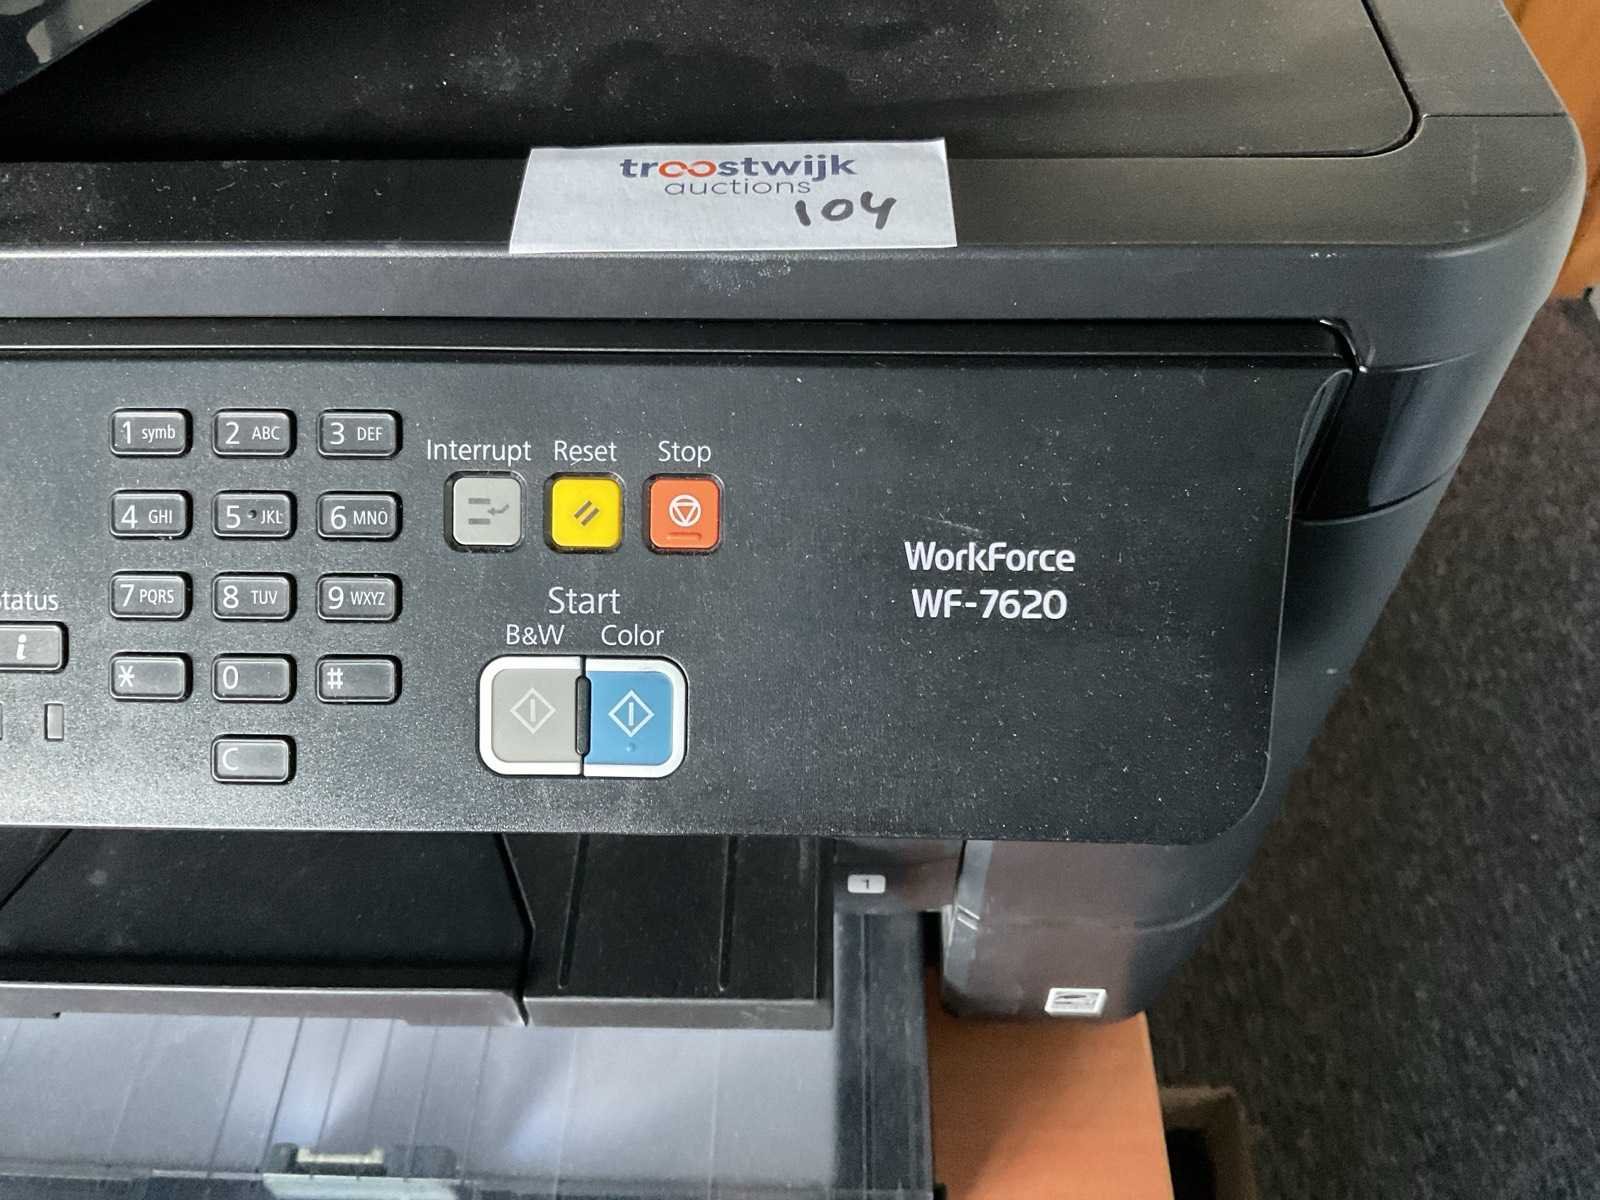 troostwijk
auctions
104
1 symb 2 ABC 3 DEF
Interrupt Reset Stop
4 GHI 5 JKL 6 MNO
7 PQRS 8 TUV 9 WXYZ
* 0 #
C
tatus
i
Start
B&W Color
WorkForce
WF-7620
1